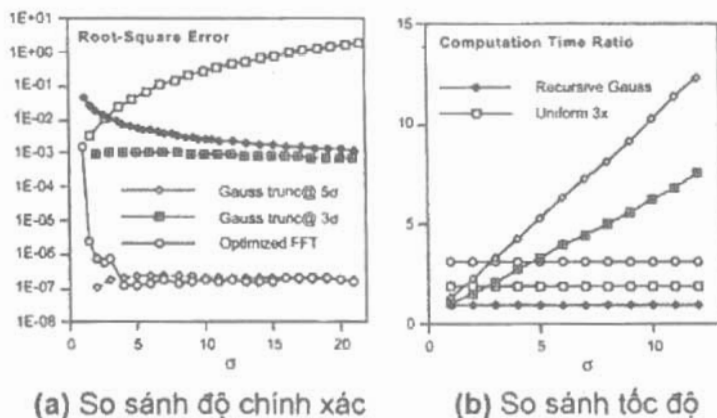 1E+01
1E+00
1E-01
1E-02
1E-03
1E-04
1E-05
1E-06
1E-07
1E-08
Root-Square Error
Gauss trunc@ 5σ
Gauss trunc@ 3σ
Optimized FFT
0 5 10 15 20
σ
(a) So sánh độ chính xác
15
10
5
0
Computation Time Ratio
Recursive Gauss
Uniform 3x
0 5 10
σ
(b) So sánh tốc độ